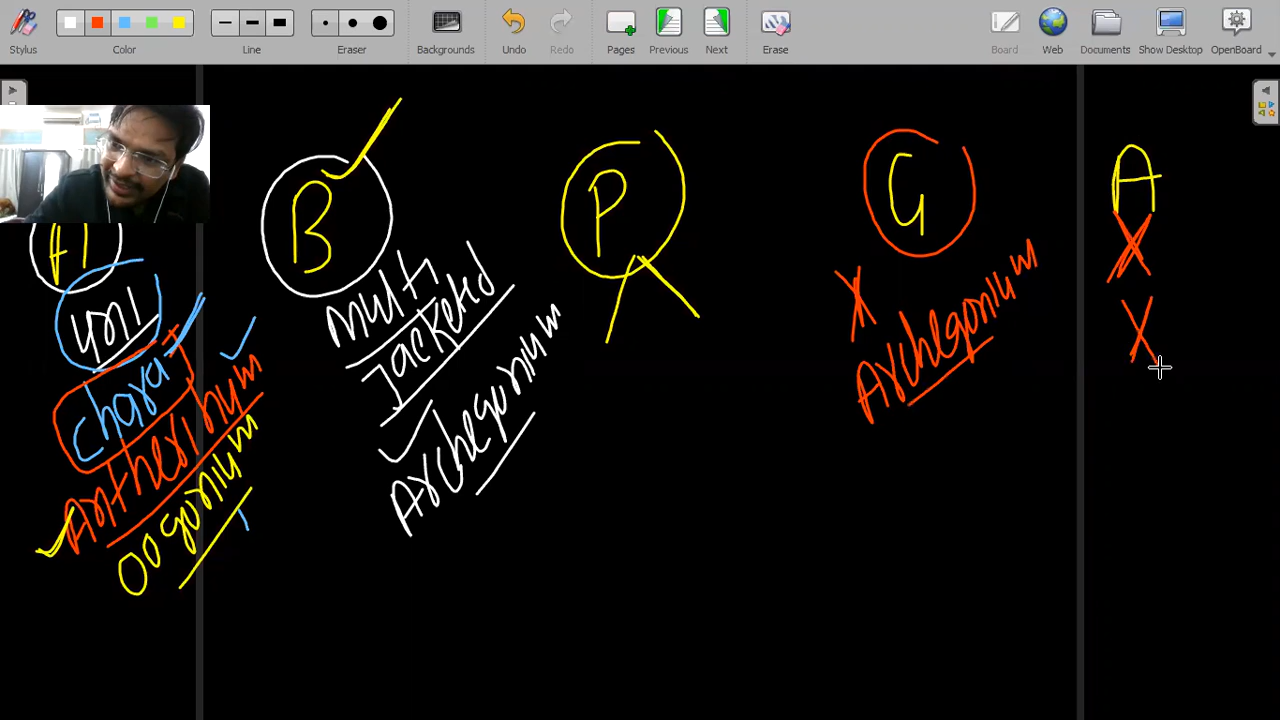 Stylus
Color
Line
Eraser
Backgrounds
Undo
Redo
Pages
Previous
Next
Erase
Board
Web
Documents
Show Desktop
OpenBoard
B
P
G
A
uni
chara
Antheridium
oogonium
multi
Jacketed
Archegonium
X
Archegonium
X
X